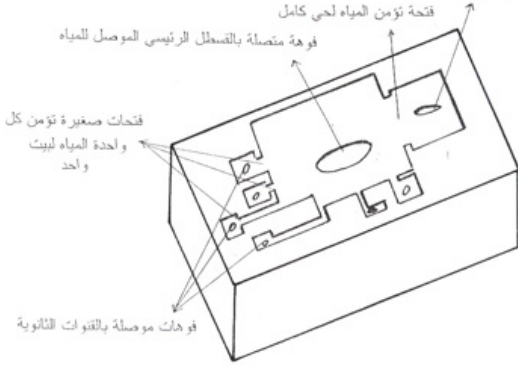 فتحة تؤمن المياه لحي كامل
فوهة متصلة بالقسطل الرئيسي الموصل للمياه
فتحات صغيرة تؤمن كل
واحدة المياه لبيت
واحد
فوهات موصلة بالقنوات الثانوية